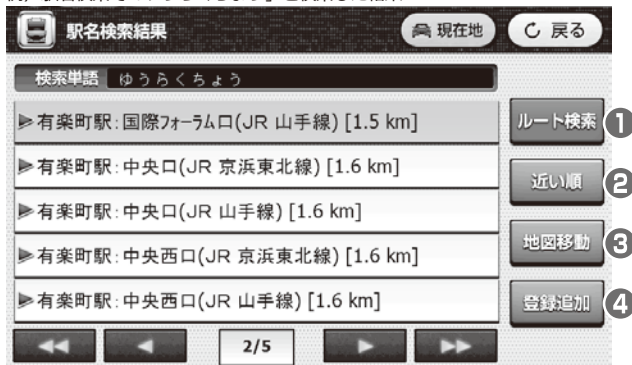 駅名検索結果
現在地
戻る
検索単語 ゆうらくちょう
有楽町駅:国際フォーラム口(JR 山手線) [1.5 km]
有楽町駅:中央口(JR 京浜東北線) [1.6 km]
有楽町駅:中央口(JR 山手線) [1.6 km]
有楽町駅:中央西口(JR 京浜東北線) [1.6 km]
有楽町駅:中央西口(JR 山手線) [1.6 km]
ルート検索 1
近い順 2
地図移動 3
登録追加 4
2/5